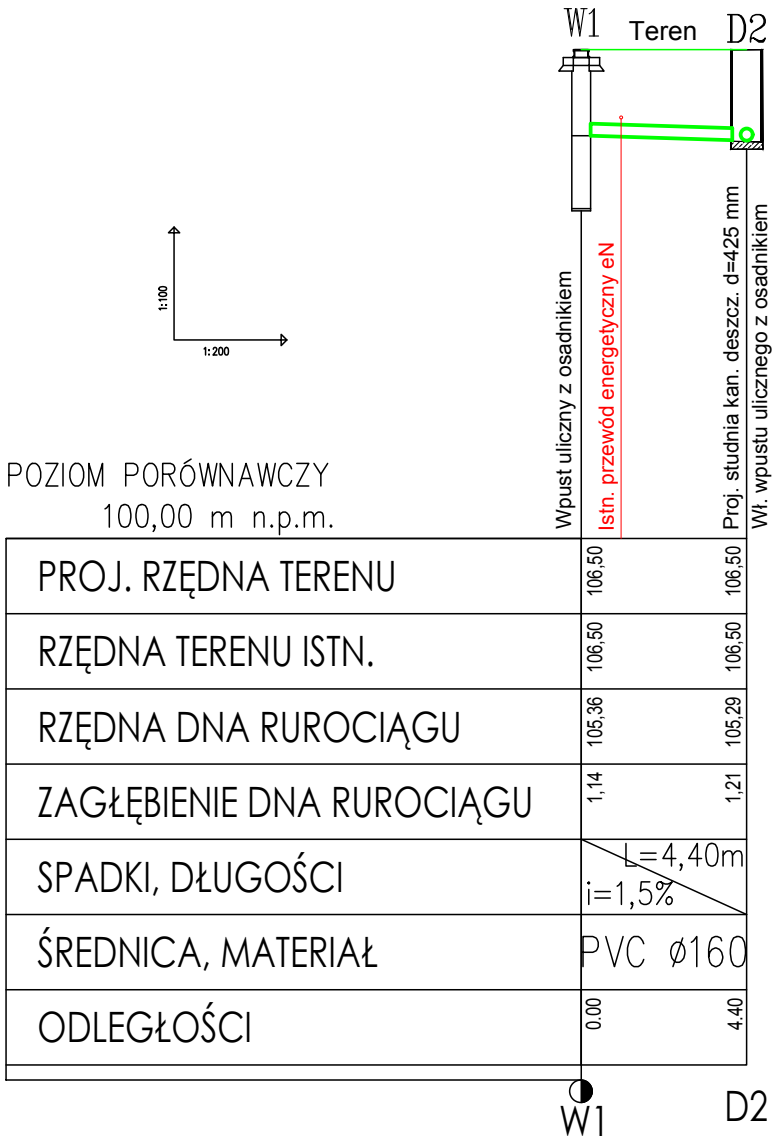 W1
Teren
D2
1:100
1:200
Wpust uliczny z osadnikiem
Istn. przewód energetyczny eN
Proj. studnia kan. deszcz. d=425 mm
Wł. wpustu ulicznego z osadnikiem
POZIOM PORÓWNAWCZY
100,00 m n.p.m.
PROJ. RZĘDNA TERENU
106,50
106,50
RZĘDNA TERENU ISTN.
106,50
106,50
RZĘDNA DNA RUROCIĄGU
105,36
105,29
ZAGŁĘBIENIE DNA RUROCIĄGU
1,14
1,21
SPADKI, DŁUGOŚCI
L=4,40m
i=1,5%
ŚREDNICA, MATERIAŁ
PVC ø160
ODLEGŁOŚCI
0.00
4.40
W1
D2